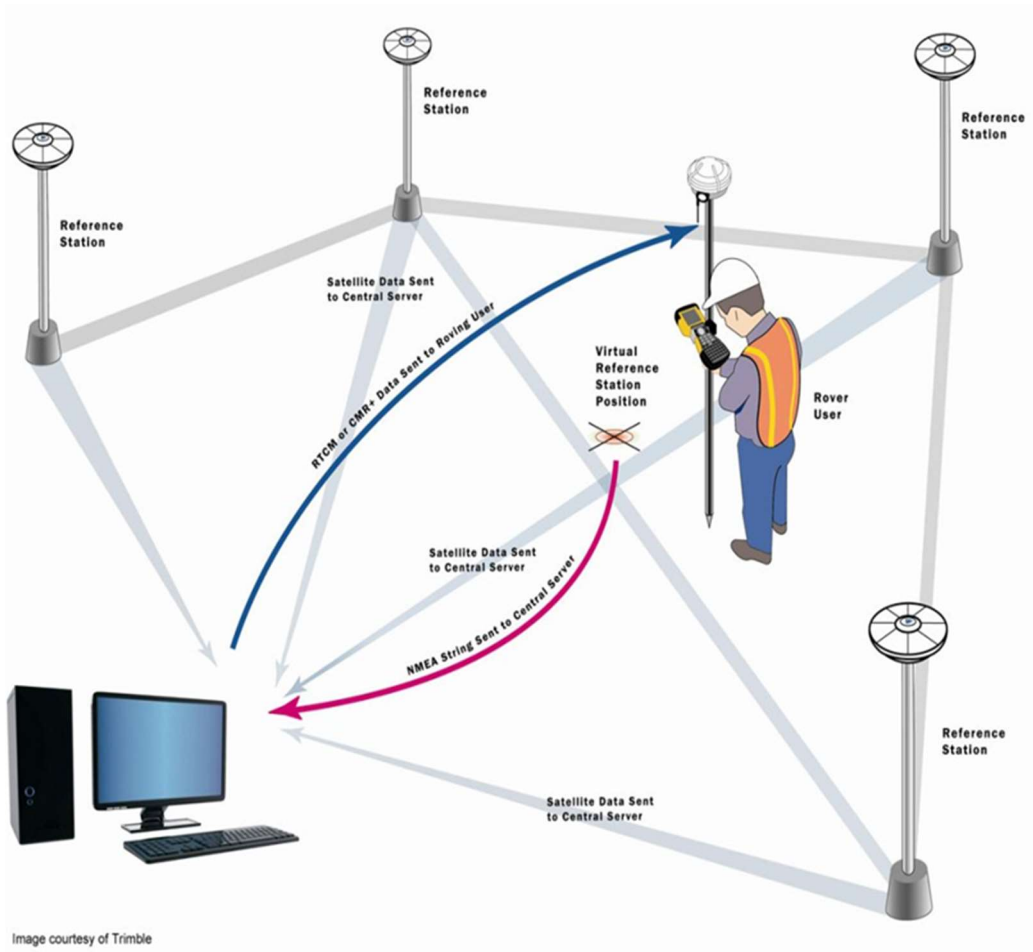 Reference
Station
Reference
Station
Reference
Station
Satellite Data Sent
to Central Server
RTCM or CMR+ Data Sent to Roving User
Virtual
Reference
Station
Position
Rover
User
Satellite Data Sent
to Central Server
NMEA String Sent to Central Server
Reference
Station
Satellite Data Sent
to Central Server
Image courtesy of Trimble